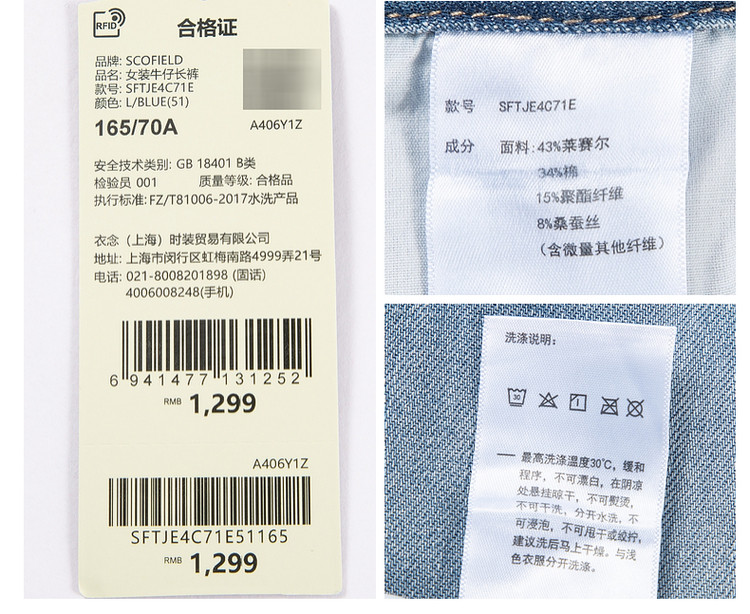 RFID
合格证
品牌: SCOFIELD
品名: 女装牛仔长裤
款号: SFTJE4C71E
颜色: L/BLUE(51)
165/70A
A406Y1Z
安全技术类别: GB 18401 B类
检验员 001 质量等级: 合格品
执行标准: FZ/T81006-2017水洗产品
衣念（上海）时装贸易有限公司
地址: 上海市闵行区虹梅南路4999弄21号
电话: 021-8008201898 (固话)
4006008248(手机)
6 941477 131252
RMB 1,299
A406Y1Z
SFTJE4C71E51165
RMB 1,299
款号 SFTJE4C71E
成分 面料: 43%莱赛尔
34%棉
15%聚酯纤维
8%桑蚕丝
（含微量其他纤维）
洗涤说明:
30
一 最高洗涤温度30℃, 缓和
程序, 不可漂白, 在阴凉
处悬挂晾干, 不可熨烫,
不可干洗, 分开水洗, 不
可浸泡, 不可甩干或绞拧,
建议洗后马上干燥。与浅
色衣服分开洗涤。